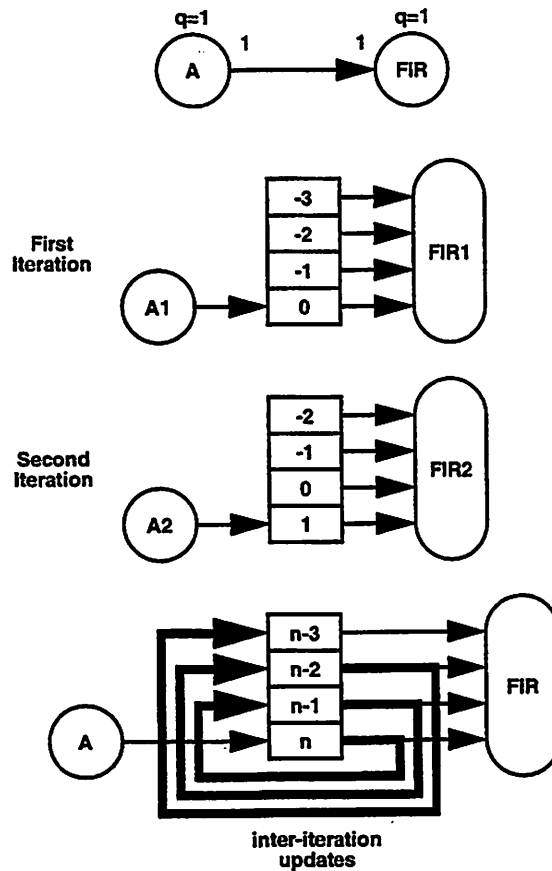 q=1 q=1
A 1 1 FIR
-3
-2
-1
0
First
Iteration
FIR1
A1
-2
-1
0
1
Second
Iteration
FIR2
A2
n-3
n-2
n-1
n
FIR
A
inter-iteration
updates